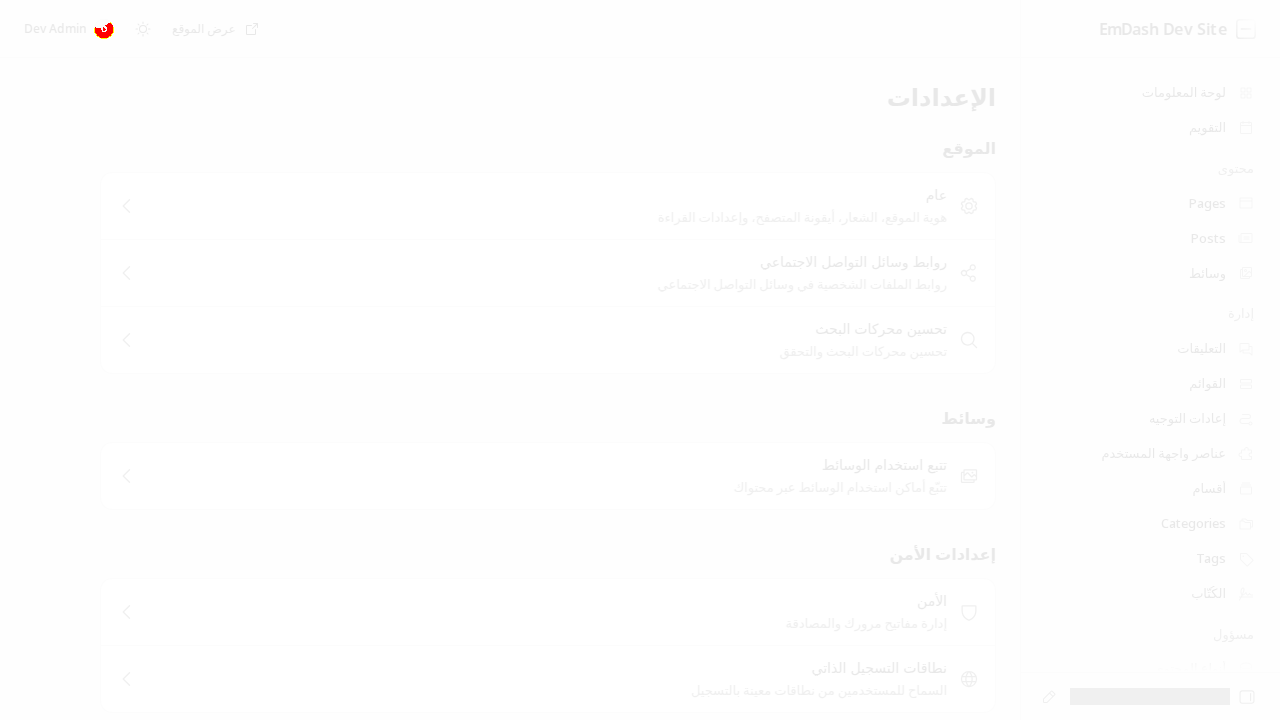 EmDash Dev Site
لوحة المعلومات
التقويم
محتوى
Pages
Posts
وسائط
إدارة
التعليقات
القوائم
إعادات التوجيه
عناصر واجهة المستخدم
أقسام
Categories
Tags
الكُتّاب
مسؤول
عرض الموقع
Dev Admin
الإعدادات
الموقع
عام
هوية الموقع، الشعار، أيقونة المتصفح، وإعدادات القراءة
روابط وسائل التواصل الاجتماعي
روابط الملفات الشخصية في وسائل التواصل الاجتماعي
تحسين محركات البحث
تحسين محركات البحث والتحقق
وسائط
تتبع استخدام الوسائط
تتبّع أماكن استخدام الوسائط عبر محتواك
إعدادات الأمن
الأمن
إدارة مفاتيح مرورك والمصادقة
نطاقات التسجيل الذاتي
السماح للمستخدمين من نطاقات معينة بالتسجيل